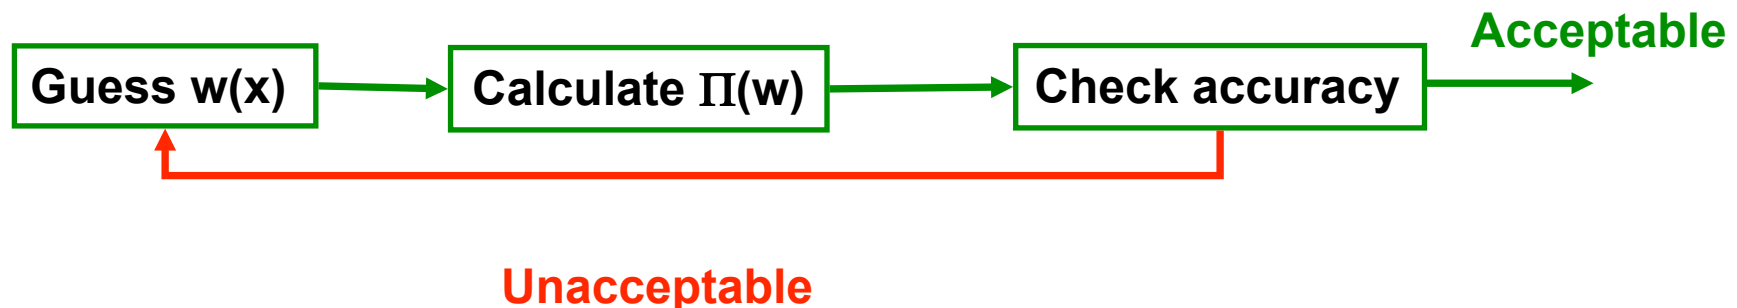 Acceptable
Guess w(x)
Calculate Π(w)
Check accuracy
Unacceptable